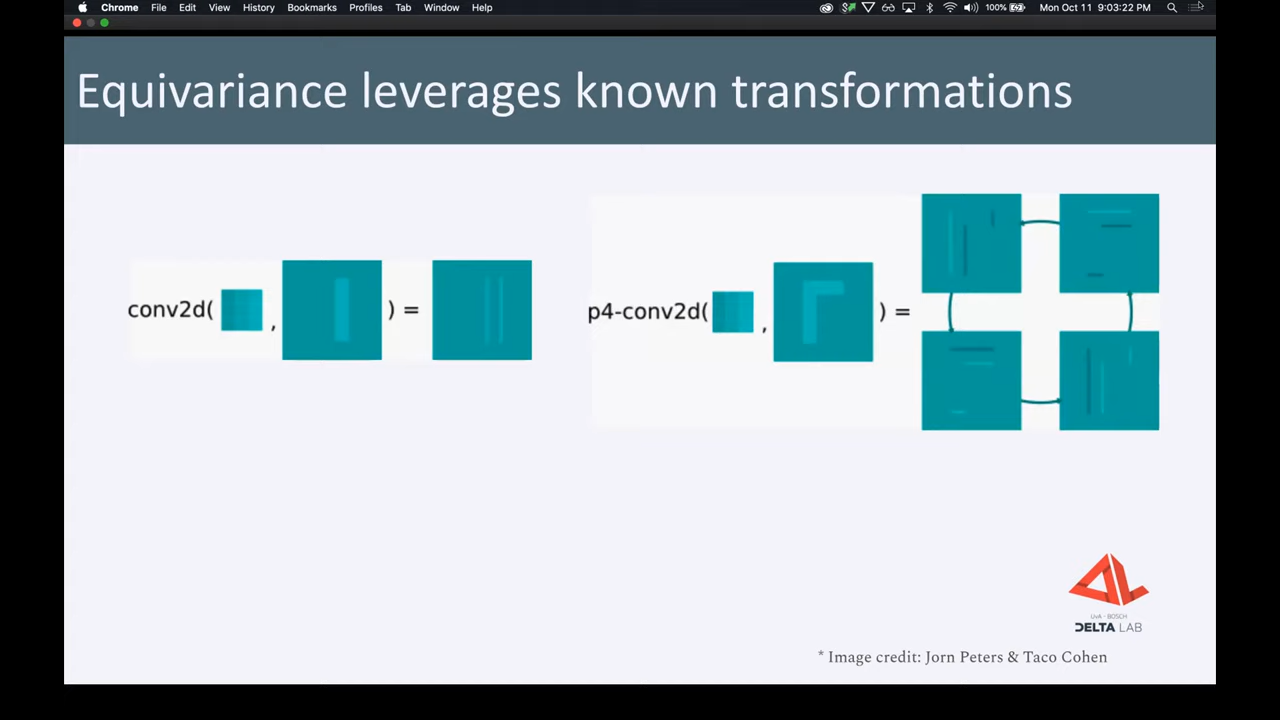 Chrome File Edit View History Bookmarks Profiles Tab Window Help 100% Mon Oct 11 9:03:22 PM
Equivariance leverages known transformations
conv2d( , ) =
p4-conv2d( , ) =
UvA - BOSCH
DELTA LAB
* Image credit: Jorn Peters & Taco Cohen